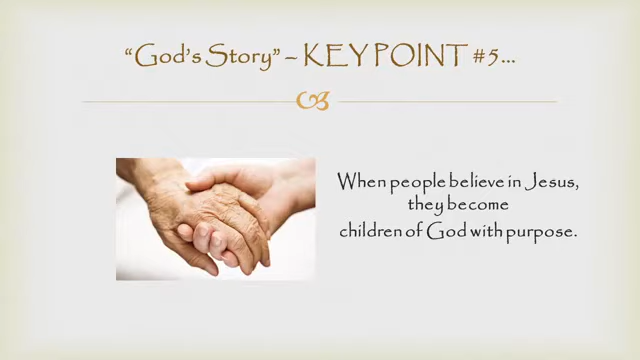 “God’s Story” – KEY POINT #5...
When people believe in Jesus,
they become
children of God with purpose.